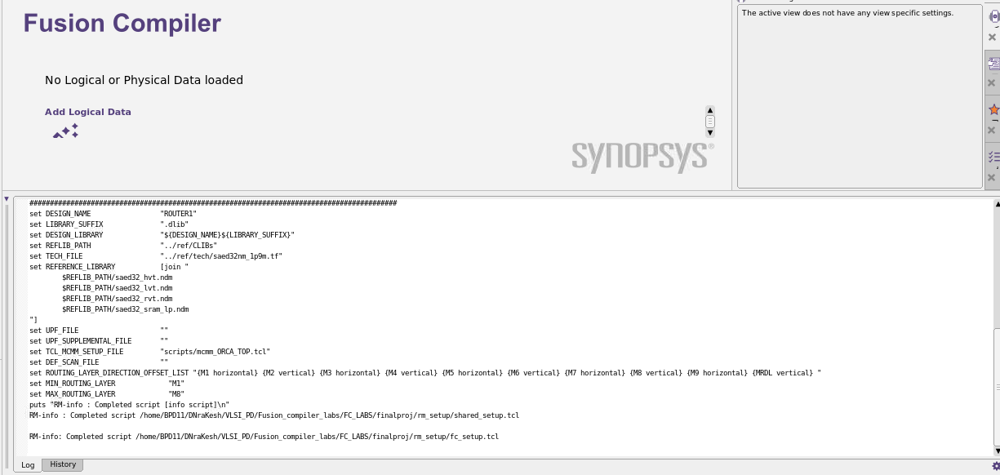 Fusion Compiler
The active view does not have any view specific settings.
No Logical or Physical Data loaded
Add Logical Data
SYNOPSYS®
##########################################################################################
set DESIGN_NAME                 "ROUTER1"
set LIBRARY_SUFFIX              ".dlib"
set DESIGN_LIBRARY              "${DESIGN_NAME}${LIBRARY_SUFFIX}"
set REFLIB_PATH                 "../ref/CLIBs"
set TECH_FILE                   "../ref/tech/saed32nm_1p9m.tf"
set REFERENCE_LIBRARY           [join "
        $REFLIB_PATH/saed32_hvt.ndm
        $REFLIB_PATH/saed32_lvt.ndm
        $REFLIB_PATH/saed32_rvt.ndm
        $REFLIB_PATH/saed32_sram_lp.ndm
"]
set UPF_FILE                    ""
set UPF_SUPPLEMENTAL_FILE       ""
set TCL_MCMM_SETUP_FILE         "scripts/mcmm_ORCA_TOP.tcl"
set DEF_SCAN_FILE               ""
set ROUTING_LAYER_DIRECTION_OFFSET_LIST "{M1 horizontal} {M2 vertical} {M3 horizontal} {M4 vertical} {M5 horizontal} {M6 vertical} {M7 horizontal} {M8 vertical} {M9 horizontal} {MRDL vertical} "
set MIN_ROUTING_LAYER             "M1"
set MAX_ROUTING_LAYER             "M8"
puts "RM-info : Completed script [info script]\n"
RM-info : Completed script /home/BPD11/DNraKesh/VLSI_PD/Fusion_compiler_labs/FC_LABS/finalproj/rm_setup/shared_setup.tcl
RM-info: Completed script /home/BPD11/DNraKesh/VLSI_PD/Fusion_compiler_labs/FC_LABS/finalproj/rm_setup/fc_setup.tcl
Log
History